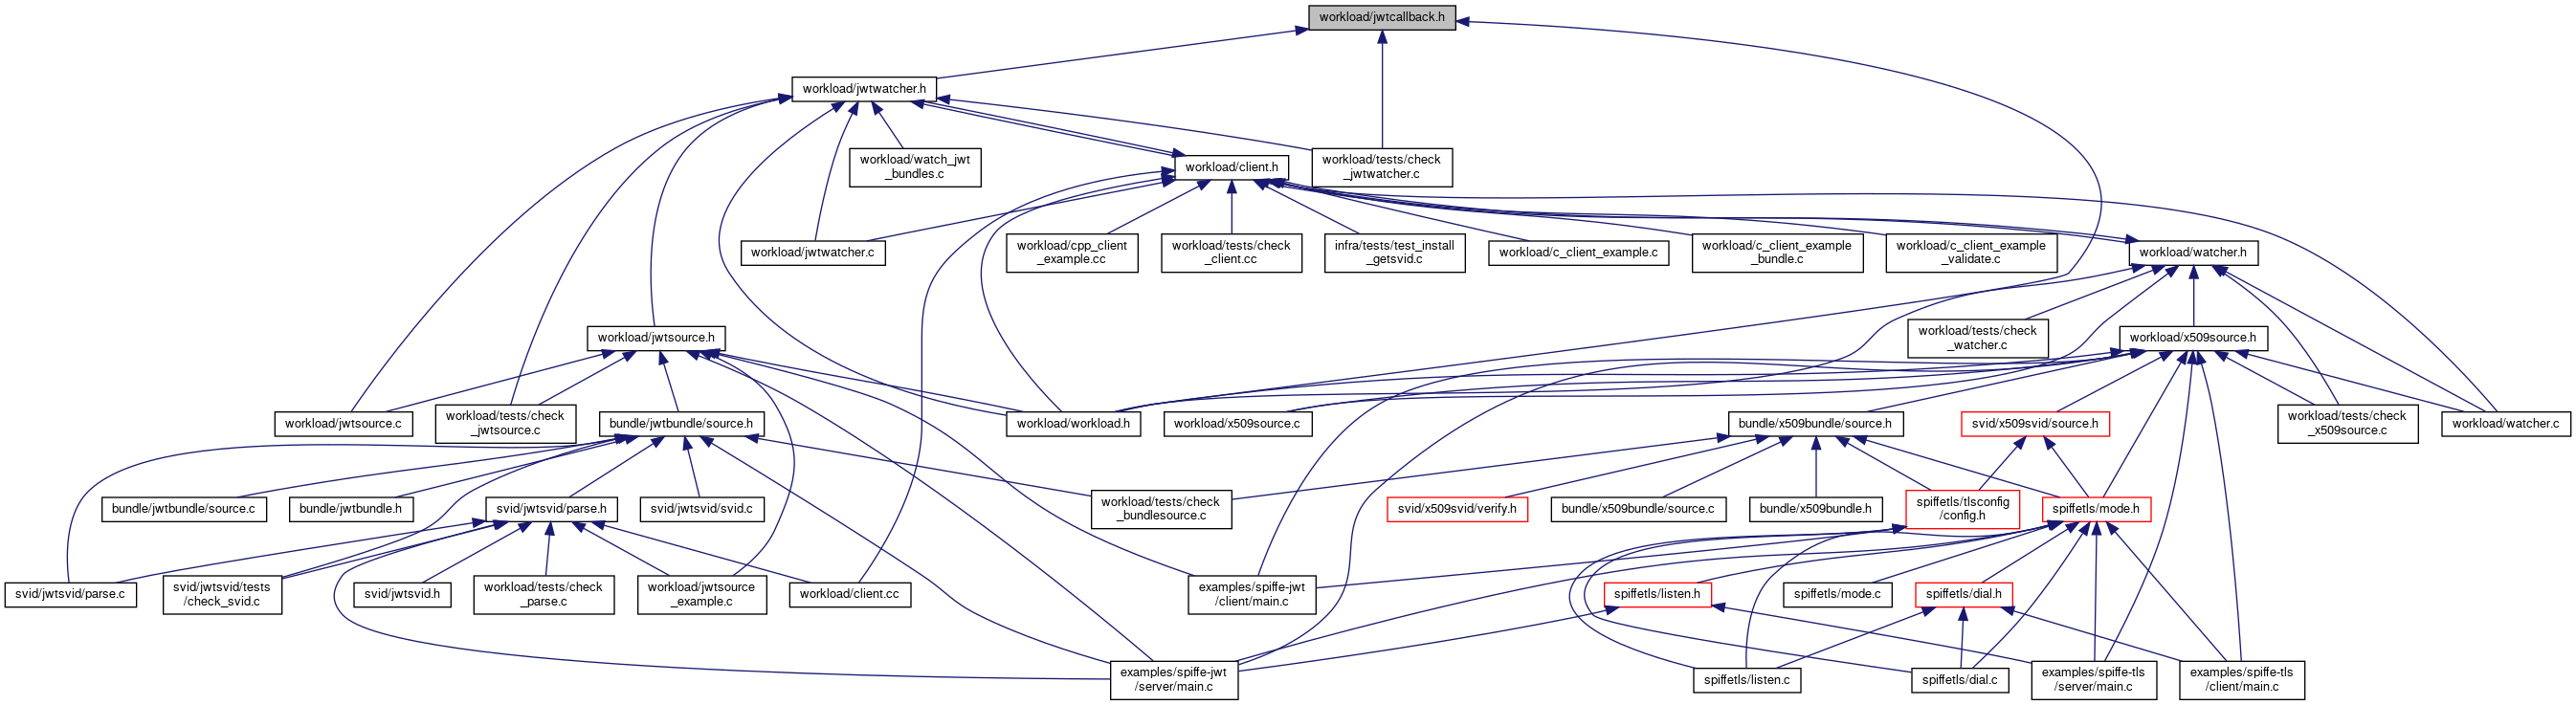 workload/jwtcallback.h
workload/jwtwatcher.h
workload/watch_jwt
_bundles.c
workload/client.h
workload/tests/check
_jwtwatcher.c
workload/jwtwatcher.c
workload/cpp_client
_example.cc
workload/tests/check
_client.cc
infra/tests/test_install
_getsvid.c
workload/c_client_example.c
workload/c_client_example
_bundle.c
workload/c_client_example
_validate.c
workload/watcher.h
workload/jwtsource.h
workload/tests/check
_watcher.c
workload/x509source.h
workload/jwtsource.c
workload/tests/check
_jwtsource.c
bundle/jwtbundle/source.h
workload/workload.h
workload/x509source.c
bundle/x509bundle/source.h
svid/x509svid/source.h
workload/tests/check
_x509source.c
workload/watcher.c
bundle/jwtbundle/source.c
bundle/jwtbundle.h
svid/jwtsvid/parse.h
svid/jwtsvid/svid.c
workload/tests/check
_bundlesource.c
svid/x509svid/verify.h
bundle/x509bundle/source.c
bundle/x509bundle.h
spiffetls/tlsconfig
/config.h
spiffetls/mode.h
svid/jwtsvid/parse.c
svid/jwtsvid/tests
/check_svid.c
svid/jwtsvid.h
workload/tests/check
_parse.c
workload/jwtsource
_example.c
workload/client.cc
examples/spiffe-jwt
/client/main.c
spiffetls/listen.h
spiffetls/mode.c
spiffetls/dial.h
examples/spiffe-jwt
/server/main.c
spiffetls/listen.c
spiffetls/dial.c
examples/spiffe-tls
/server/main.c
examples/spiffe-tls
/client/main.c